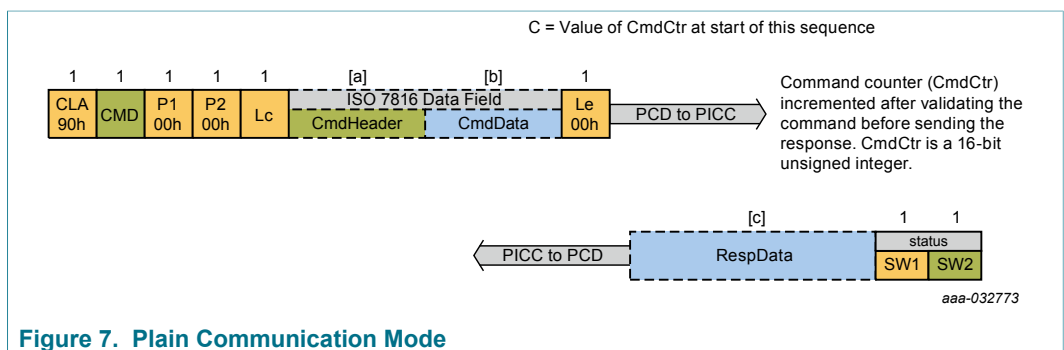 C = Value of CmdCtr at start of this sequence
1 1 1 1 1 [a] [b] 1
CLA 90h CMD P1 00h P2 00h Lc ISO 7816 Data Field CmdHeader CmdData Le 00h PCD to PICC
Command counter (CmdCtr)
incremented after validating the
command before sending the
response. CmdCtr is a 16-bit
unsigned integer.
[c] 1 1
PICC to PCD RespData status SW1 SW2
aaa-032773
Figure 7. Plain Communication Mode